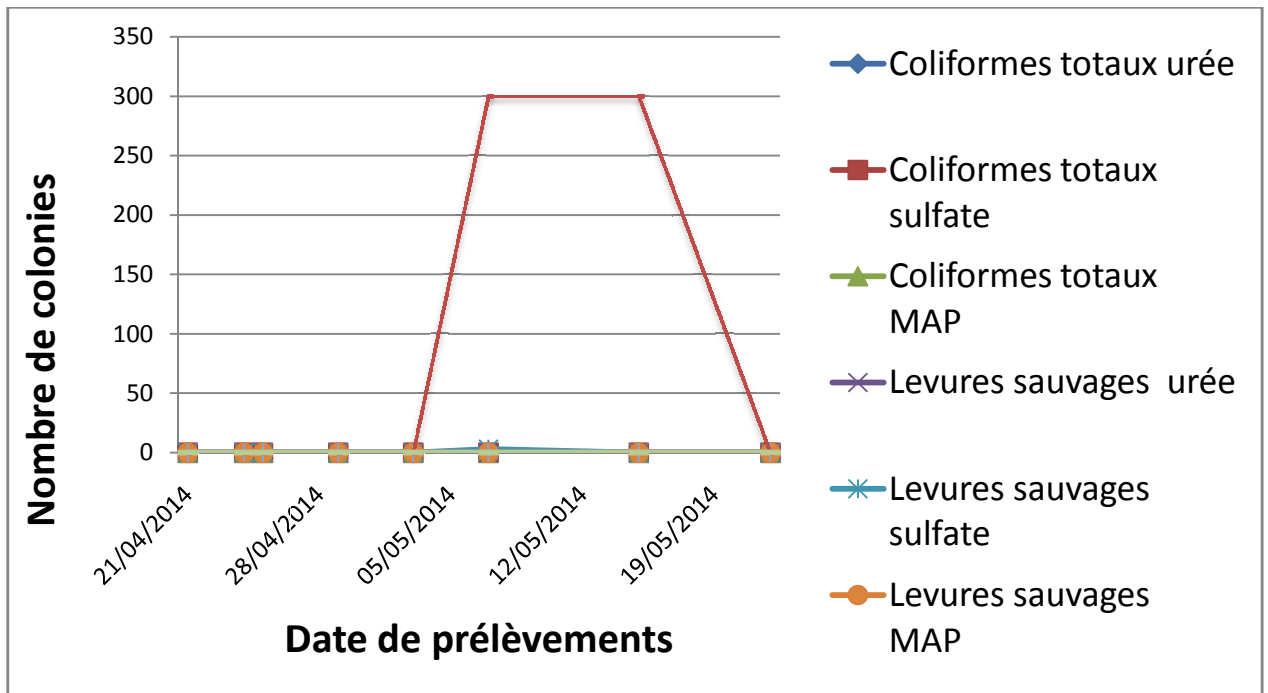 350
300
250
200
150
100
50
0
Nombre de colonies
21/04/2014
28/04/2014
05/05/2014
12/05/2014
19/05/2014
Date de prélèvements
Coliformes totaux urée
Coliformes totaux
sulfate
Coliformes totaux
MAP
Levures sauvages urée
Levures sauvages
sulfate
Levures sauvages
MAP